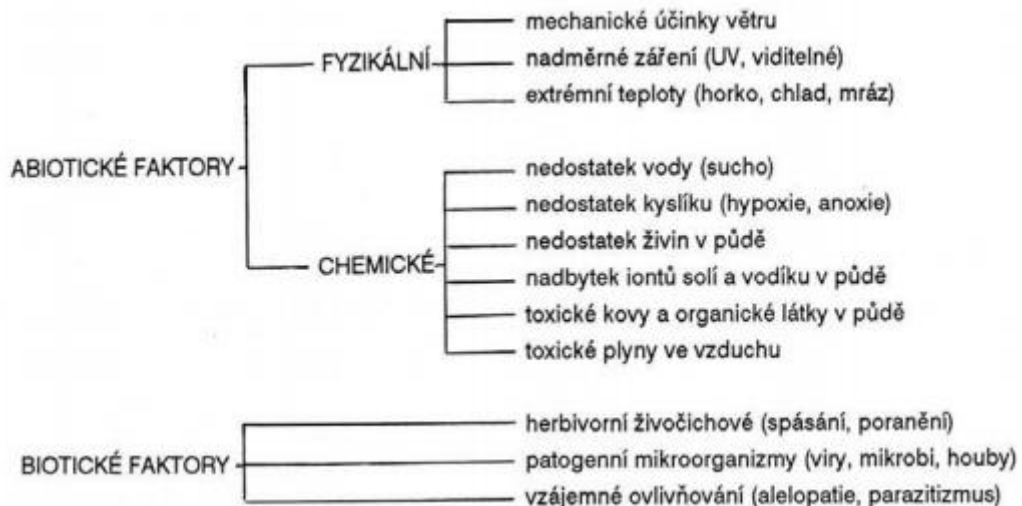 mechanické účinky větru
FYZIKÁLNÍ
nadměrné záření (UV, viditelné)
extrémní teploty (horko, chlad, mráz)
ABIOTICKÉ FAKTORY
nedostatek vody (sucho)
nedostatek kyslíku (hypoxie, anoxie)
nedostatek živin v půdě
CHEMICKÉ
nadbytek iontů solí a vodíku v půdě
toxické kovy a organické látky v půdě
toxické plyny ve vzduchu
herbivorní živočichové (spásání, poranění)
BIOTICKÉ FAKTORY
patogenní mikroorganizmy (viry, mikrobi, houby)
vzájemné ovlivňování (alelopatie, parazitizmus)